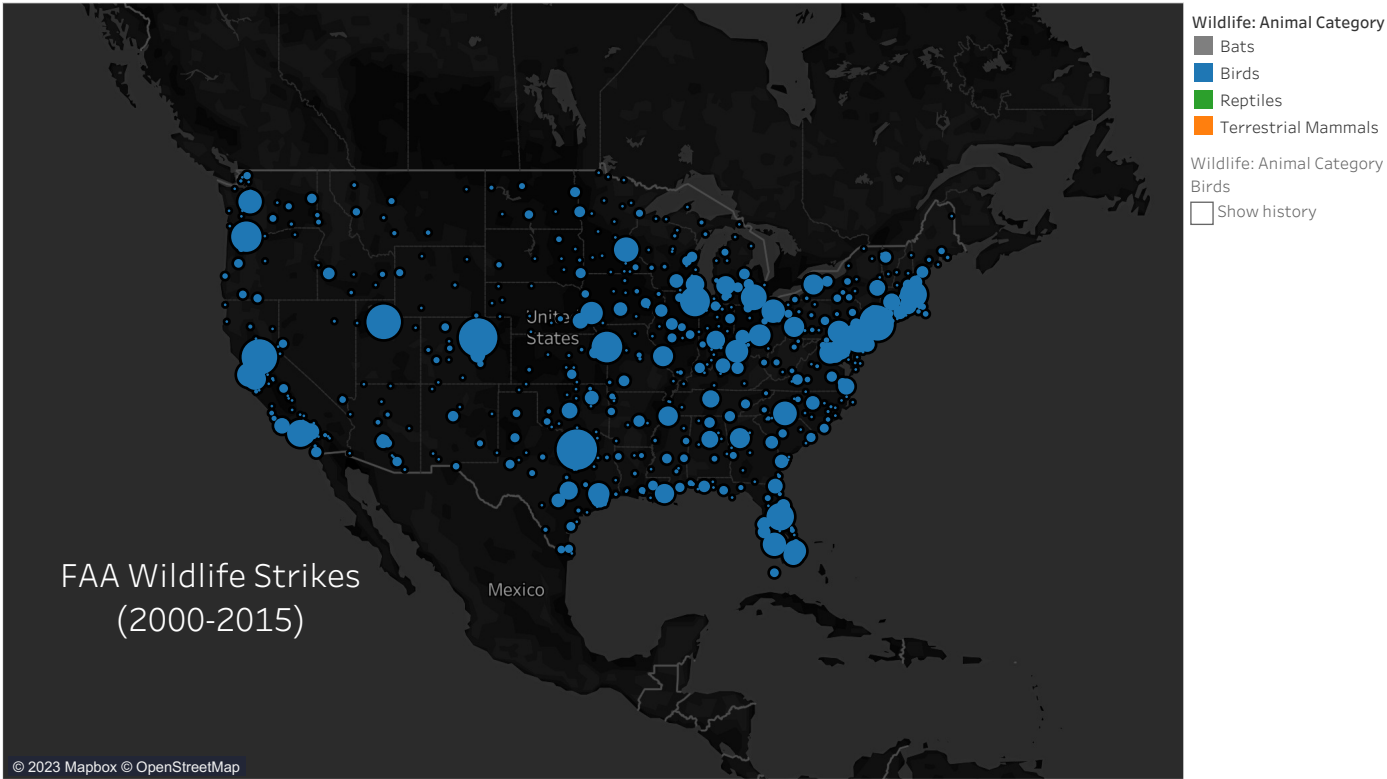 Wildlife: Animal Category
Bats
Birds
Reptiles
Terrestrial Mammals
Wildlife: Animal Category
Birds
Show history
United
States
Mexico
FAA Wildlife Strikes
(2000-2015)
© 2023 Mapbox © OpenStreetMap